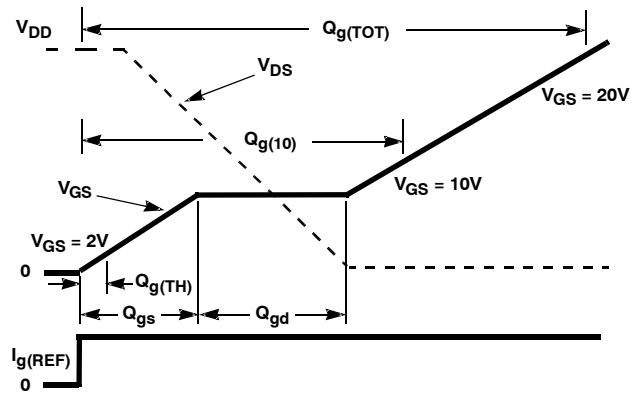 V_DD
Q_g(TOT)
V_DS
V_GS = 20V
Q_g(10)
V_GS
V_GS = 10V
V_GS = 2V
0
Q_g(TH)
Q_gs
Q_gd
I_g(REF)
0